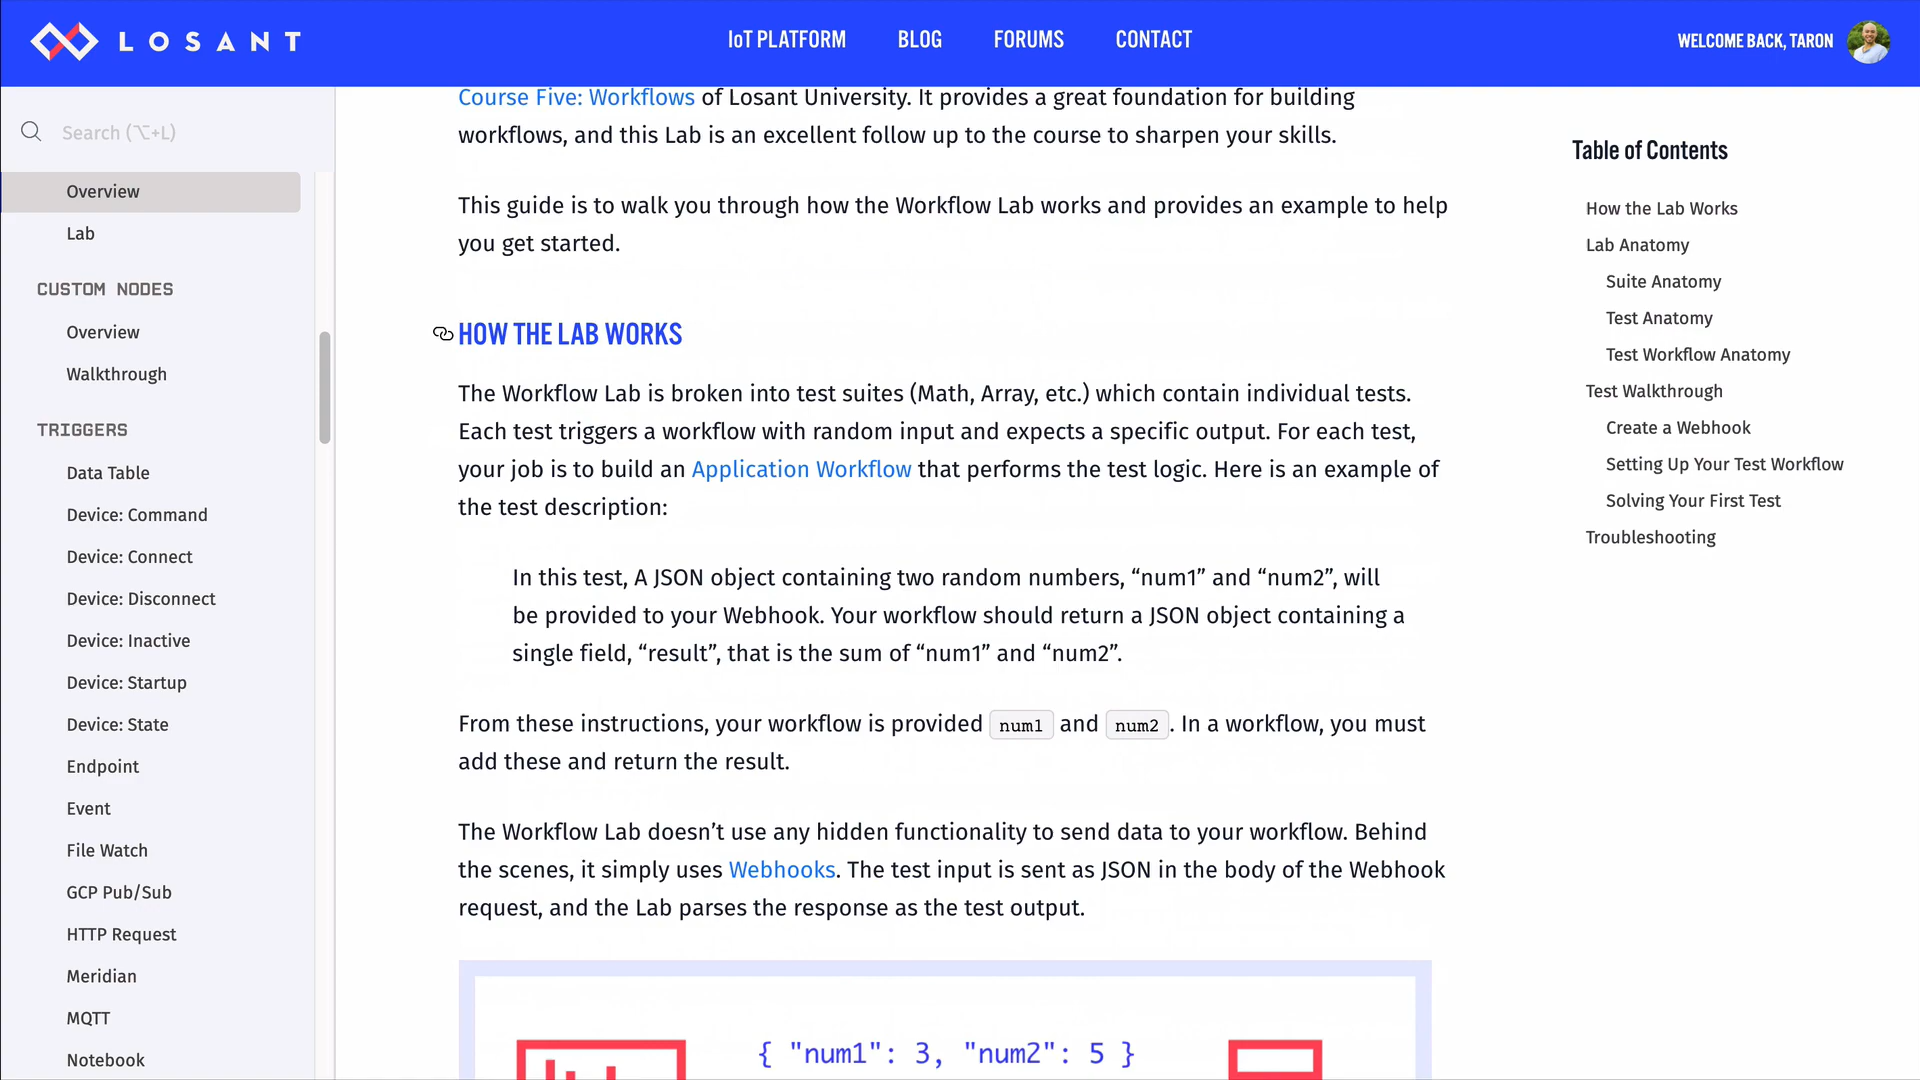 LOSANT
IoT PLATFORM
BLOG
FORUMS
CONTACT
WELCOME BACK, TARON
Search (⌥+L)
Overview
Lab
CUSTOM NODES
Overview
Walkthrough
TRIGGERS
Data Table
Device: Command
Device: Connect
Device: Disconnect
Device: Inactive
Device: Startup
Device: State
Endpoint
Event
File Watch
GCP Pub/Sub
HTTP Request
Meridian
MQTT
Notebook
Course Five: Workflows of Losant University. It provides a great foundation for building
workflows, and this Lab is an excellent follow up to the course to sharpen your skills.
This guide is to walk you through how the Workflow Lab works and provides an example to help
you get started.
HOW THE LAB WORKS
The Workflow Lab is broken into test suites (Math, Array, etc.) which contain individual tests.
Each test triggers a workflow with random input and expects a specific output. For each test,
your job is to build an Application Workflow that performs the test logic. Here is an example of
the test description:
In this test, A JSON object containing two random numbers, “num1” and “num2”, will
be provided to your Webhook. Your workflow should return a JSON object containing a
single field, “result”, that is the sum of “num1” and “num2”.
From these instructions, your workflow is provided num1 and num2. In a workflow, you must
add these and return the result.
The Workflow Lab doesn’t use any hidden functionality to send data to your workflow. Behind
the scenes, it simply uses Webhooks. The test input is sent as JSON in the body of the Webhook
request, and the Lab parses the response as the test output.
{ "num1": 3, "num2": 5 }
Table of Contents
How the Lab Works
Lab Anatomy
Suite Anatomy
Test Anatomy
Test Workflow Anatomy
Test Walkthrough
Create a Webhook
Setting Up Your Test Workflow
Solving Your First Test
Troubleshooting